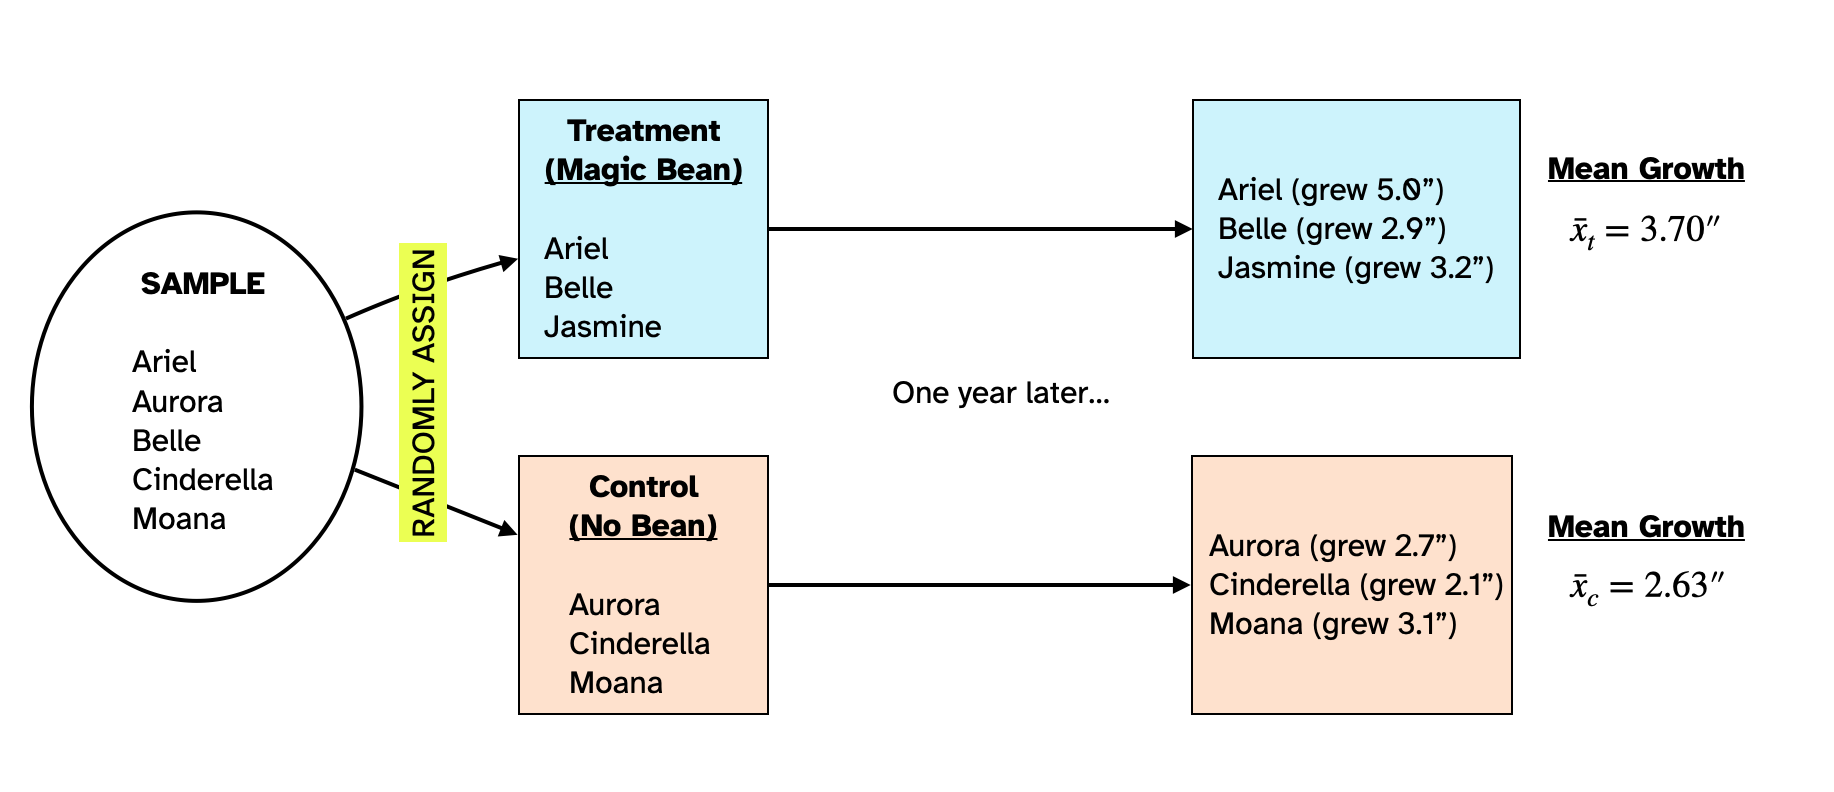 SAMPLE
Ariel
Aurora
Belle
Cinderella
Moana
RANDOMLY ASSIGN
Treatment
(Magic Bean)
Ariel
Belle
Jasmine
Control
(No Bean)
Aurora
Cinderella
Moana
One year later...
Ariel (grew 5.0”)
Belle (grew 2.9”)
Jasmine (grew 3.2”)
Mean Growth
x̄ₜ = 3.70″
Aurora (grew 2.7”)
Cinderella (grew 2.1”)
Moana (grew 3.1”)
Mean Growth
x̄_c = 2.63″